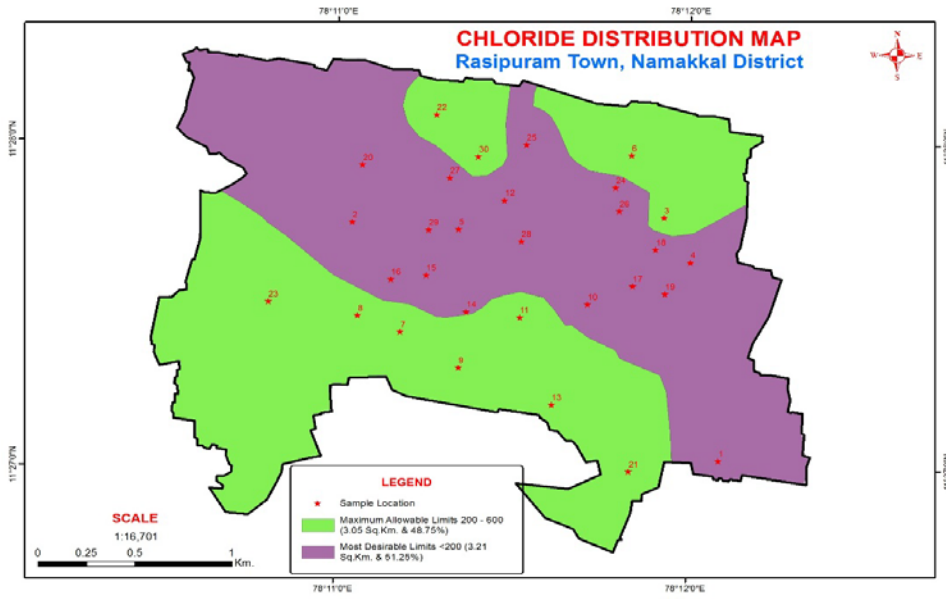 78°11'0"E
78°12'0"E
CHLORIDE DISTRIBUTION MAP
Rasipuram Town, Namakkal District
N
W
E
S
22
6
25
30
20
27
24
12
26
3
2
29
5
28
18
4
16
15
17
19
23
10
14
8
11
7
9
13
1
21
11°27'0"N
LEGEND
Sample Location
Maximum Allowable Limits 200 - 600
(3.05 Sq.Km. & 48.75%)
Most Desirable Limits <200 (3.21
Sq.Km. & 51.25%)
SCALE
1:16,701
0
0.25
0.5
1
Km.
78°11'0"E
78°12'0"E